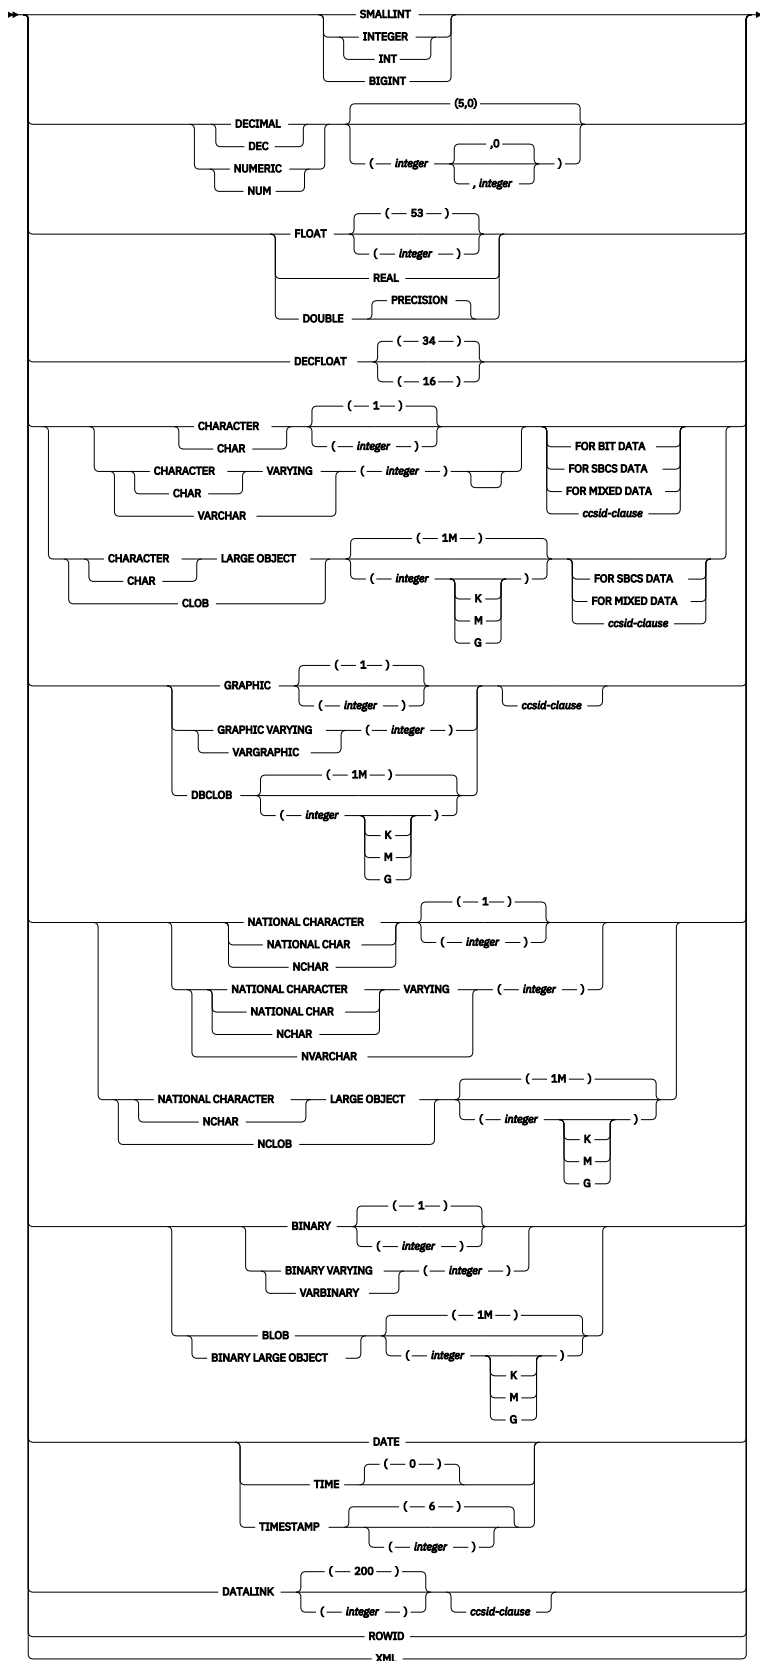 SMALLINT
INTEGER
INT
BIGINT
(5,0)
DECIMAL
DEC
,0
NUMERIC
( integer )
NUM
, integer
( 53 )
FLOAT
( integer )
REAL
PRECISION
DOUBLE
( 34 )
DECFLOAT
( 16 )
( 1 )
CHARACTER
CHAR
( integer )
FOR BIT DATA
CHARACTER VARYING ( integer )
FOR SBCS DATA
CHAR
FOR MIXED DATA
VARCHAR
ccsid-clause
( 1M )
CHARACTER LARGE OBJECT
CHAR
( integer )
FOR SBCS DATA
CLOB
K
FOR MIXED DATA
M
ccsid-clause
G
( 1 )
GRAPHIC
( integer )
ccsid-clause
GRAPHIC VARYING ( integer )
VARGRAPHIC
( 1M )
DBCLOB
( integer )
K
M
G
( 1 )
NATIONAL CHARACTER
NATIONAL CHAR
( integer )
NCHAR
NATIONAL CHARACTER VARYING ( integer )
NATIONAL CHAR
NCHAR
NVARCHAR
( 1M )
NATIONAL CHARACTER LARGE OBJECT
NCHAR
( integer )
NCLOB
K
M
G
( 1 )
BINARY
( integer )
BINARY VARYING ( integer )
VARBINARY
( 1M )
BLOB
BINARY LARGE OBJECT
( integer )
K
M
G
DATE
( 0 )
TIME
( 6 )
TIMESTAMP
( integer )
( 200 )
DATALINK
( integer )
ccsid-clause
ROWID
XML